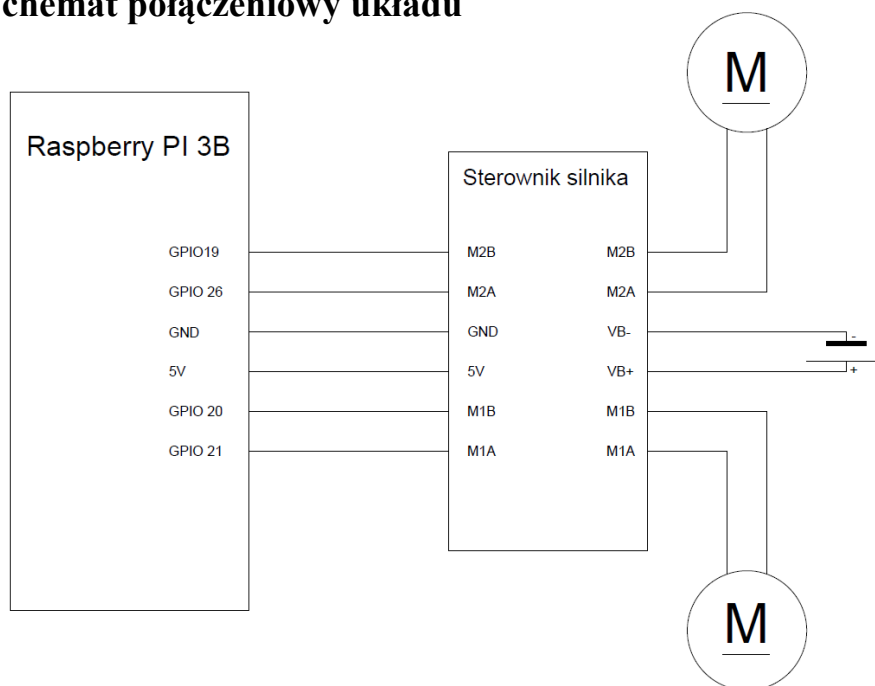 chemat połączeniowy układu
M
Raspberry PI 3B
Sterownik silnika
GPIO19
M2B
M2B
GPIO 26
M2A
M2A
GND
GND
VB-
-
5V
5V
VB+
+
GPIO 20
M1B
M1B
GPIO 21
M1A
M1A
M